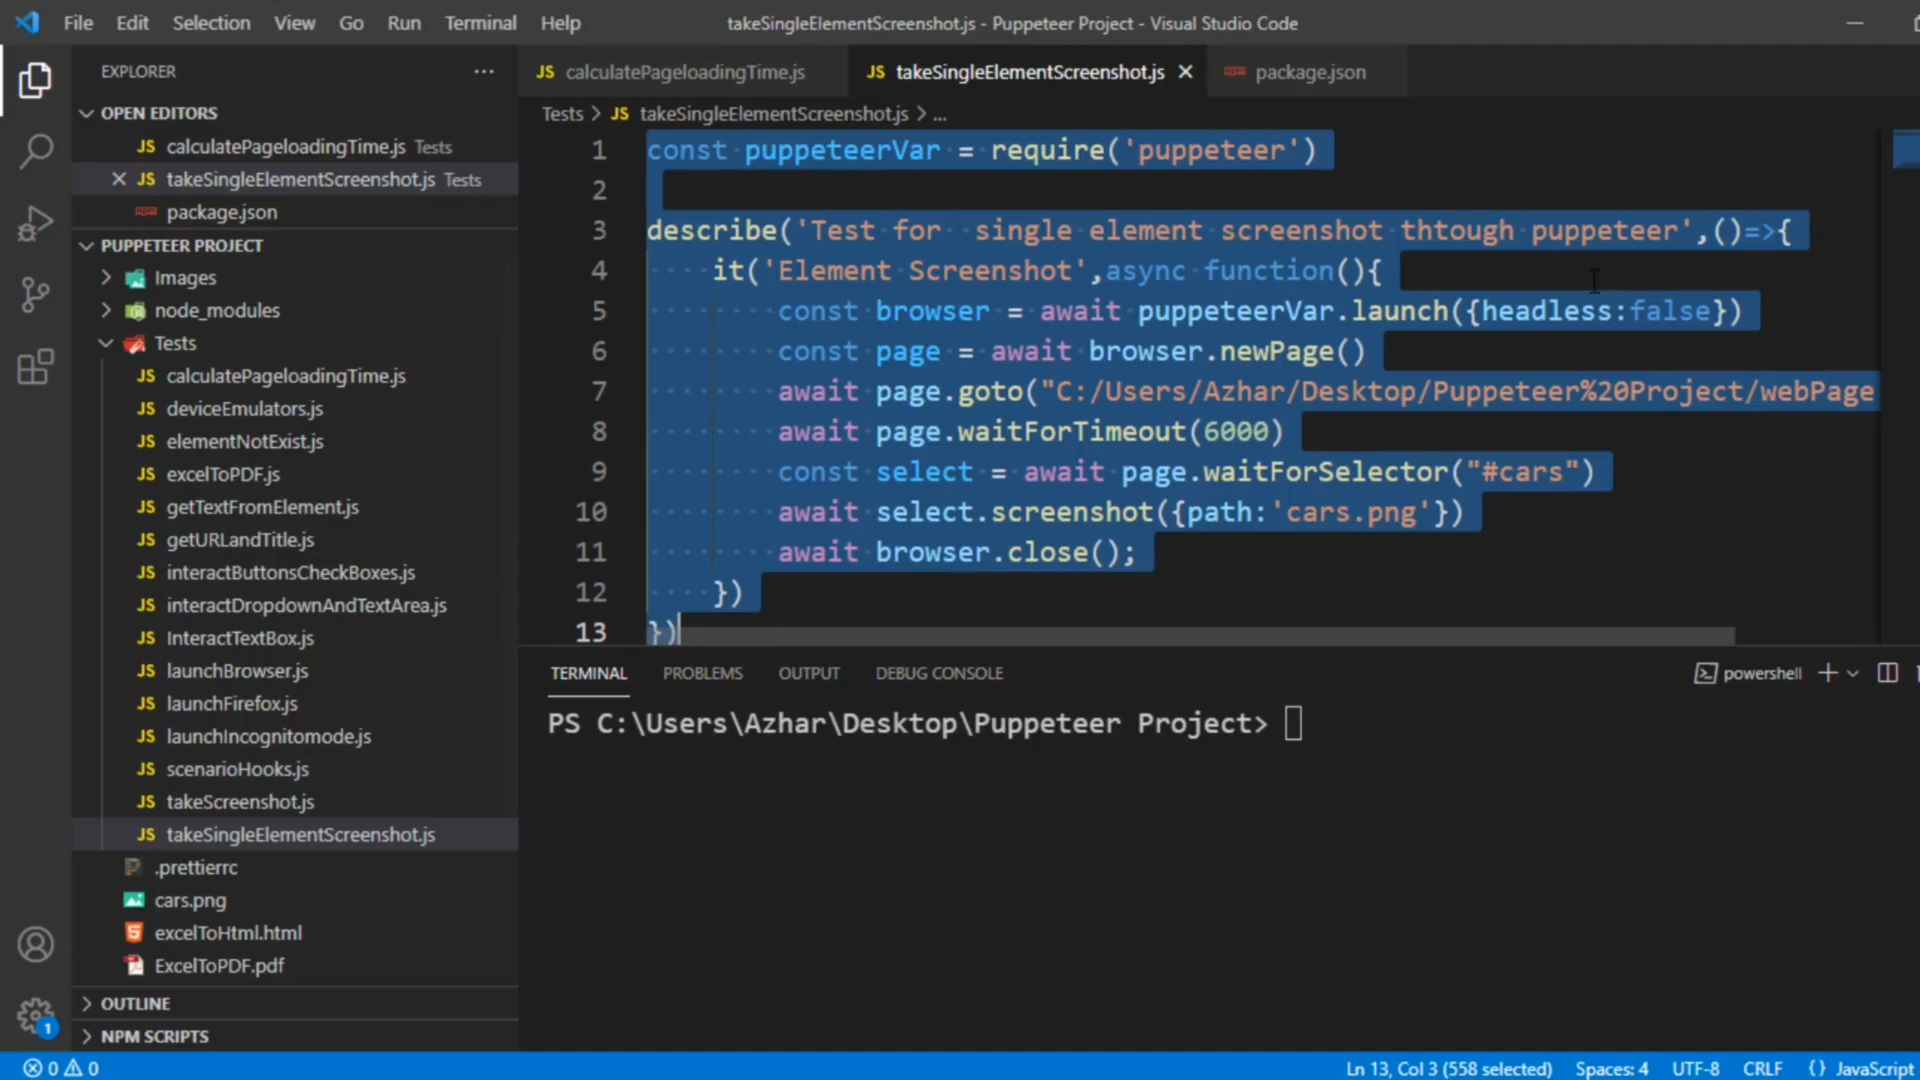 File Edit Selection View Go Run Terminal Help
takeSingleElementScreenshot.js - Puppeteer Project - Visual Studio Code
EXPLORER
OPEN EDITORS
JS calculatePageloadingTime.js Tests
JS takeSingleElementScreenshot.js Tests
package.json
PUPPETEER PROJECT
Images
node_modules
Tests
JS calculatePageloadingTime.js
JS deviceEmulators.js
JS elementNotExist.js
JS excelToPDF.js
JS getTextFromElement.js
JS getURLandTitle.js
JS interactButtonsCheckBoxes.js
JS interactDropdownAndTextArea.js
JS InteractTextBox.js
JS launchBrowser.js
JS launchFirefox.js
JS launchIncognitomode.js
JS scenarioHooks.js
JS takeScreenshot.js
JS takeSingleElementScreenshot.js
.prettierrc
cars.png
excelToHtml.html
ExcelToPDF.pdf
OUTLINE
NPM SCRIPTS
1
JS calculatePageloadingTime.js
JS takeSingleElementScreenshot.js
package.json
Tests > JS takeSingleElementScreenshot.js > ...
1 const puppeteerVar = require('puppeteer')
2
3 describe('Test for  single element screenshot thtough puppeteer',()=>{
4     it('Element Screenshot',async function(){
5         const browser = await puppeteerVar.launch({headless:false})
6         const page = await browser.newPage()
7         await page.goto("C:/Users/Azhar/Desktop/Puppeteer%20Project/webPage
8         await page.waitForTimeout(6000)
9         const select = await page.waitForSelector("#cars")
10         await select.screenshot({path:'cars.png'})
11         await browser.close();
12     })
13 })
TERMINAL PROBLEMS OUTPUT DEBUG CONSOLE
powershell
PS C:\Users\Azhar\Desktop\Puppeteer Project>
0 0
Ln 13, Col 3 (558 selected) Spaces: 4 UTF-8 CRLF {} JavaScript